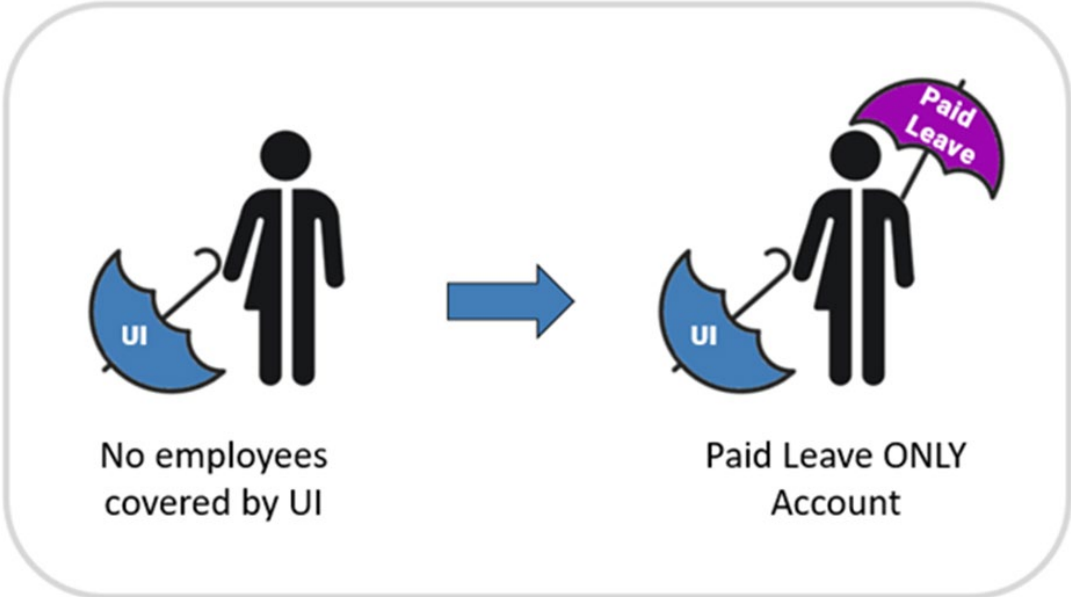 Paid
Leave
UI
UI
No employees
covered by UI
Paid Leave ONLY
Account